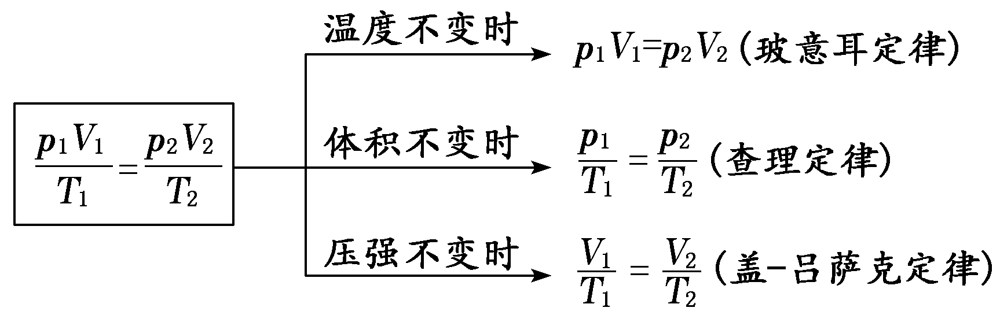 温度不变时
p₁V₁=p₂V₂(玻意耳定律)
p₁V₁/T₁=p₂V₂/T₂
体积不变时
p₁/T₁=p₂/T₂(查理定律)
压强不变时
V₁/T₁=V₂/T₂(盖-吕萨克定律)